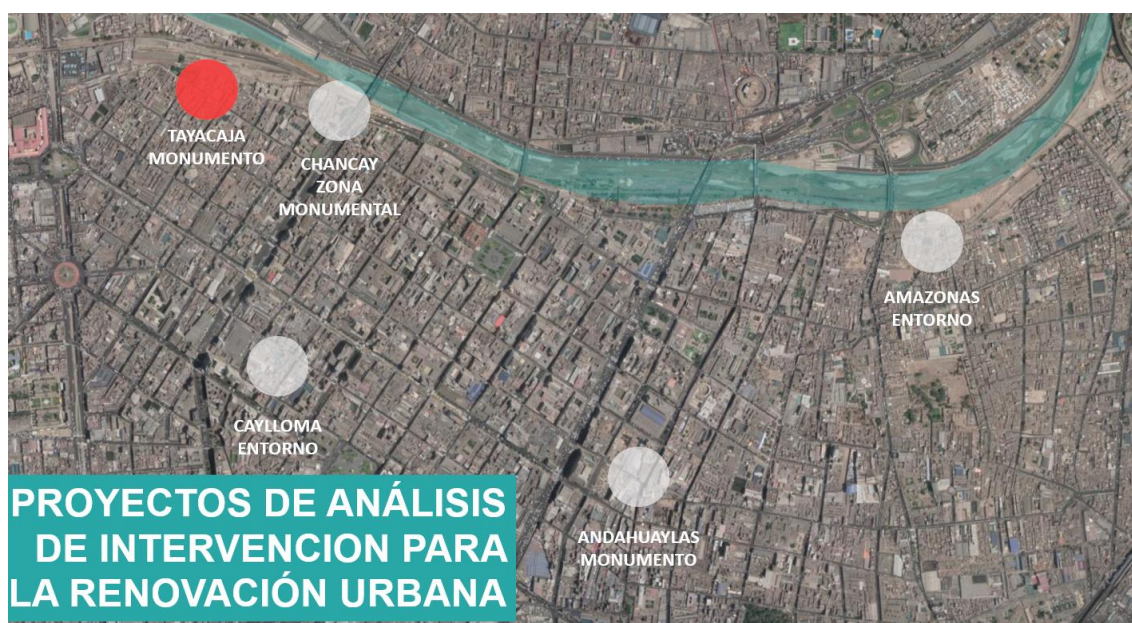 TAYACAJA
MONUMENTO
CHANCAY
ZONA
MONUMENTAL
AMAZONAS
ENTORNO
CAYLLOMA
ENTORNO
ANDAHUAYLAS
MONUMENTO
PROYECTOS DE ANÁLISIS
DE INTERVENCION PARA
LA RENOVACIÓN URBANA